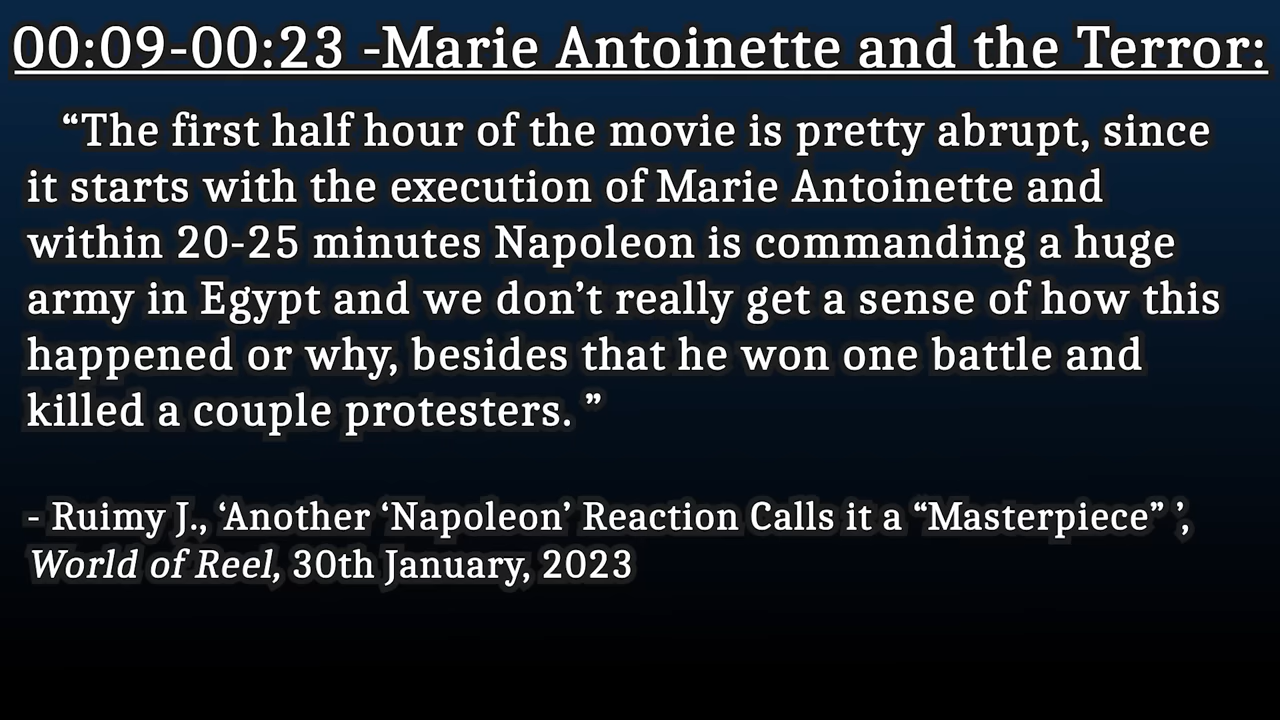 00:09-00:23 -Marie Antoinette and the Terror:
“The first half hour of the movie is pretty abrupt, since
it starts with the execution of Marie Antoinette and
within 20-25 minutes Napoleon is commanding a huge
army in Egypt and we don’t really get a sense of how this
happened or why, besides that he won one battle and
killed a couple protesters. ”
- Ruimy J., ‘Another ‘Napoleon’ Reaction Calls it a “Masterpiece” ’,
World of Reel, 30th January, 2023